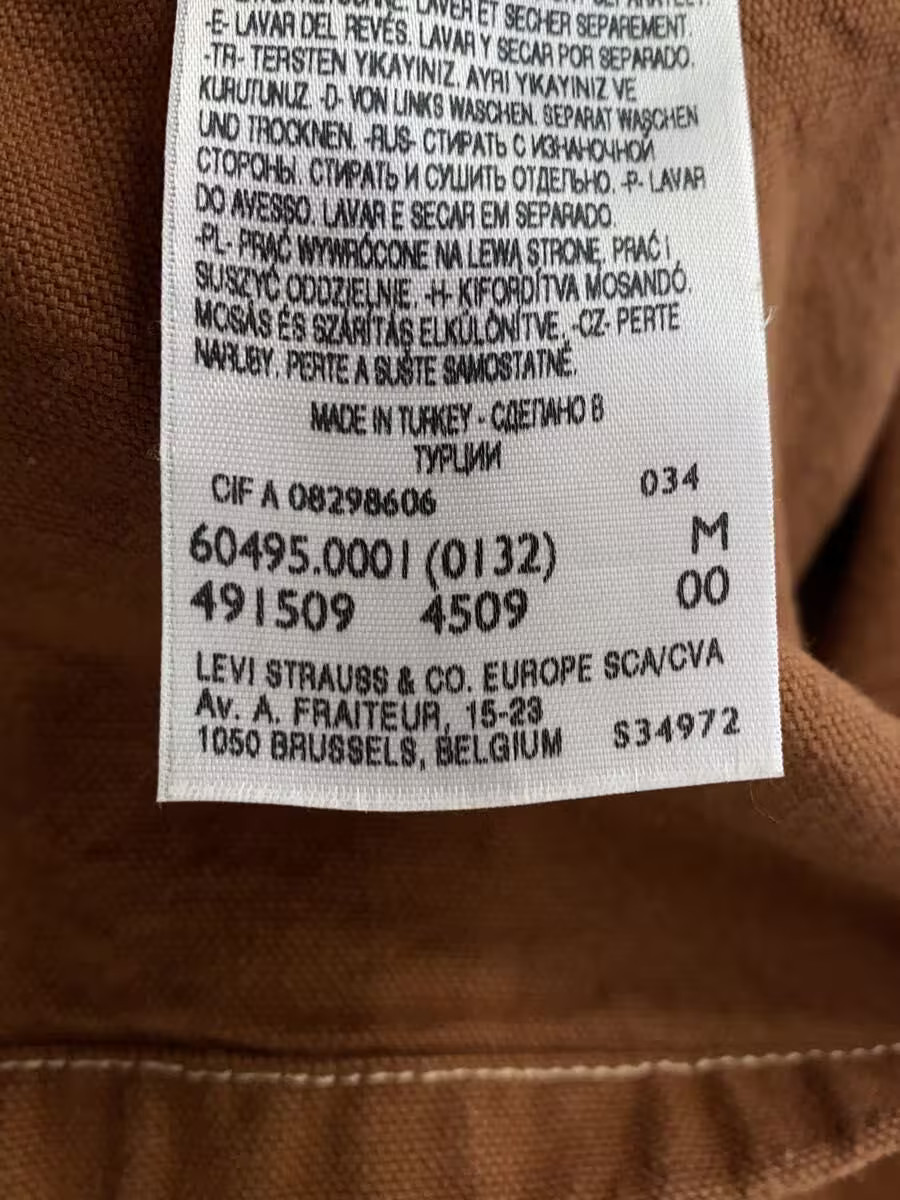 LAVER ET SECHER SEPAREMENT.
-E- LAVAR DEL REVÉS. LAVAR Y SECAR POR SEPARADO.
-TR- TERSTEN YIKAYINIZ. AYRI YIKAYINIZ VE
KURUTUNUZ. -D- VON LINKS WASCHEN. SEPARAT WASCHEN
UND TROCKNEN. -RUS- СТИРАТЬ С ИЗНАНОЧНОЙ
СТОРОНЫ. СТИРАТЬ И СУШИТЬ ОТДЕЛЬНО. -P- LAVAR
DO AVESSO. LAVAR E SECAR EM SEPARADO.
-PL- PRAĆ WYWRÓCONE NA LEWĄ STRONĘ. PRAĆ I
SUSZYĆ ODDZIELNIE. -H- KIFORDÍTVA MOSANDÓ.
MOSÁS ÉS SZÁRÍTÁS ELKÜLÖNÍTVE. -CZ- PERTE
NARUBY. PERTE A SUŠTE SAMOSTATNĚ.
MADE IN TURKEY - СДЕЛАНО В
ТУРЦИИ
CIF A 08298606 034
60495.0001 (0132) M
491509 4509 00
LEVI STRAUSS & CO. EUROPE SCA/CVA
Av. A. FRAITEUR, 15-23
1050 BRUSSELS, BELGIUM S34972